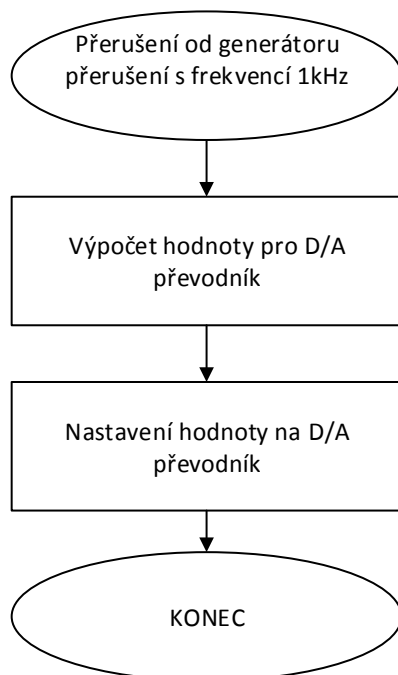 Přerušení od generátoru
přerušení s frekvencí 1kHz
Výpočet hodnoty pro D/A
převodník
Nastavení hodnoty na D/A
převodník
KONEC